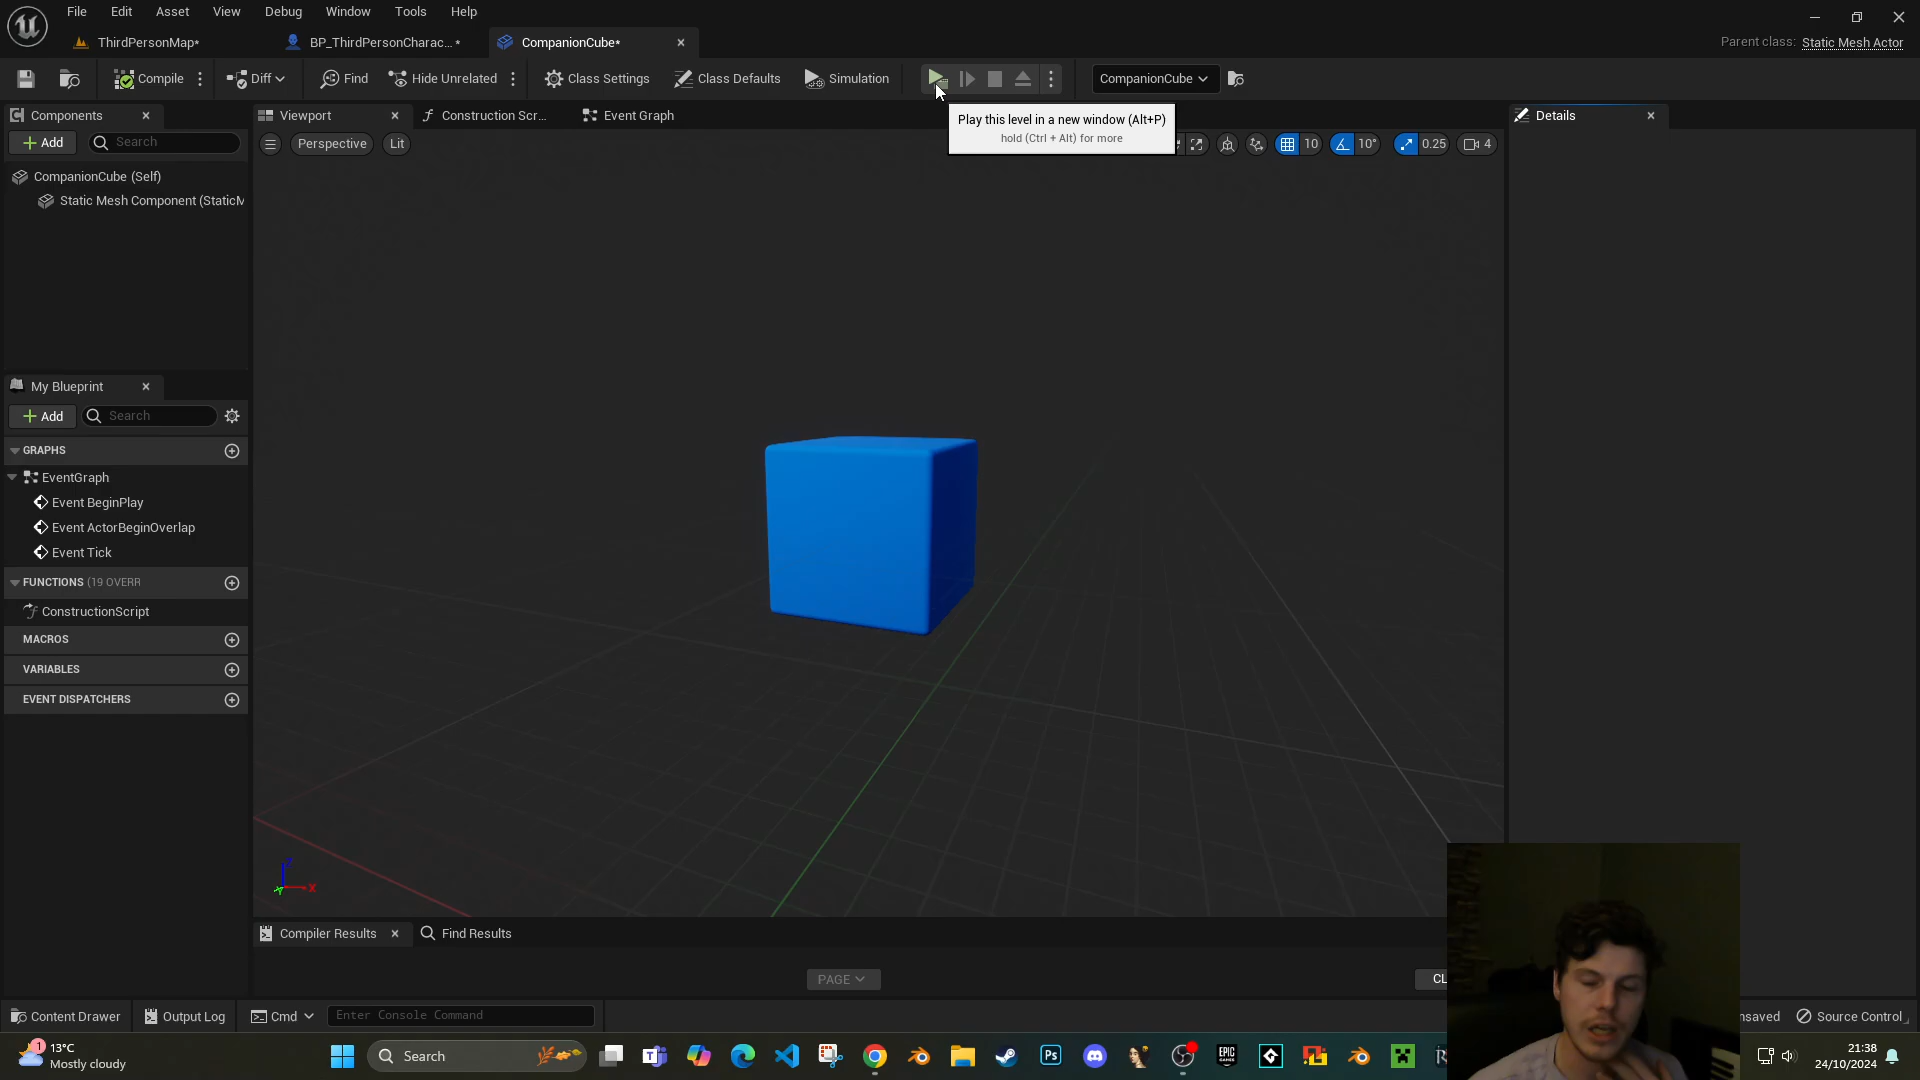 File Edit Asset View Debug Window Tools Help
ThirdPersonMap* BP_ThirdPersonCharac...* CompanionCube* Parent class: Static Mesh Actor
Compile Diff Find Hide Unrelated Class Settings Class Defaults Simulation CompanionCube
Play this level in a new window (Alt+P)
hold (Ctrl + Alt) for more
Components Viewport Construction Scr... Event Graph Details
Add Search Perspective Lit 10 10° 0.25 4
CompanionCube (Self)
Static Mesh Component (StaticM
My Blueprint
Add Search
GRAPHS
EventGraph
Event BeginPlay
Event ActorBeginOverlap
Event Tick
FUNCTIONS (19 OVERR
ConstructionScript
MACROS
VARIABLES
EVENT DISPATCHERS
X
Compiler Results Find Results
PAGE CL
Content Drawer Output Log Cmd Enter Console Command nsaved Source Control
1 13°C
Mostly cloudy
Search
Ps
EPIC GAMES
21:38
24/10/2024